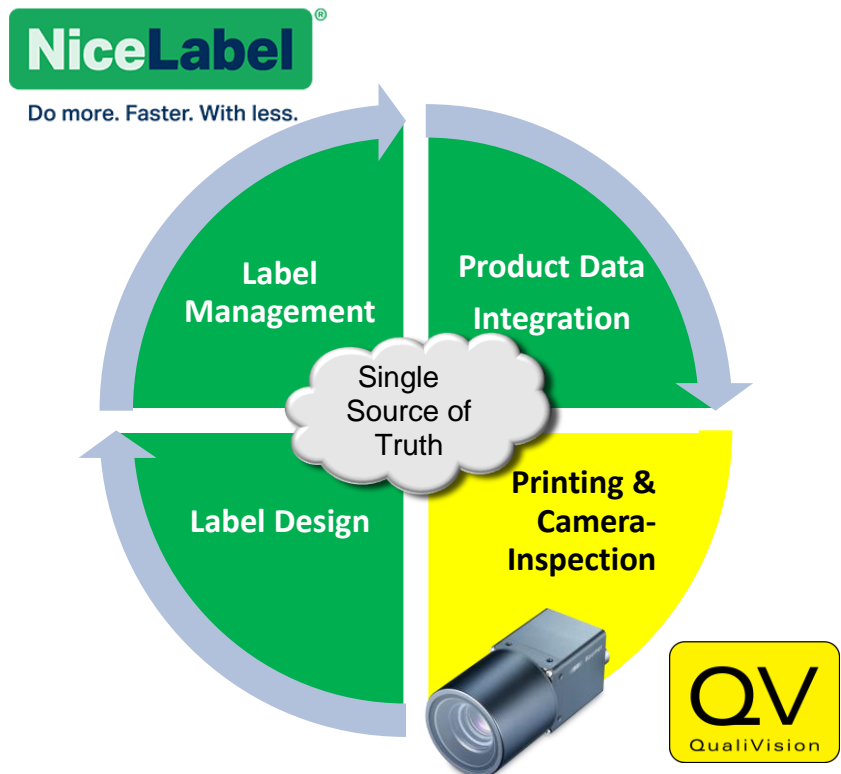 NiceLabel®
Do more. Faster. With less.
Label
Management
Product Data
Integration
Single
Source of
Truth
Label Design
Printing &
Camera-
Inspection
QV
QualiVision